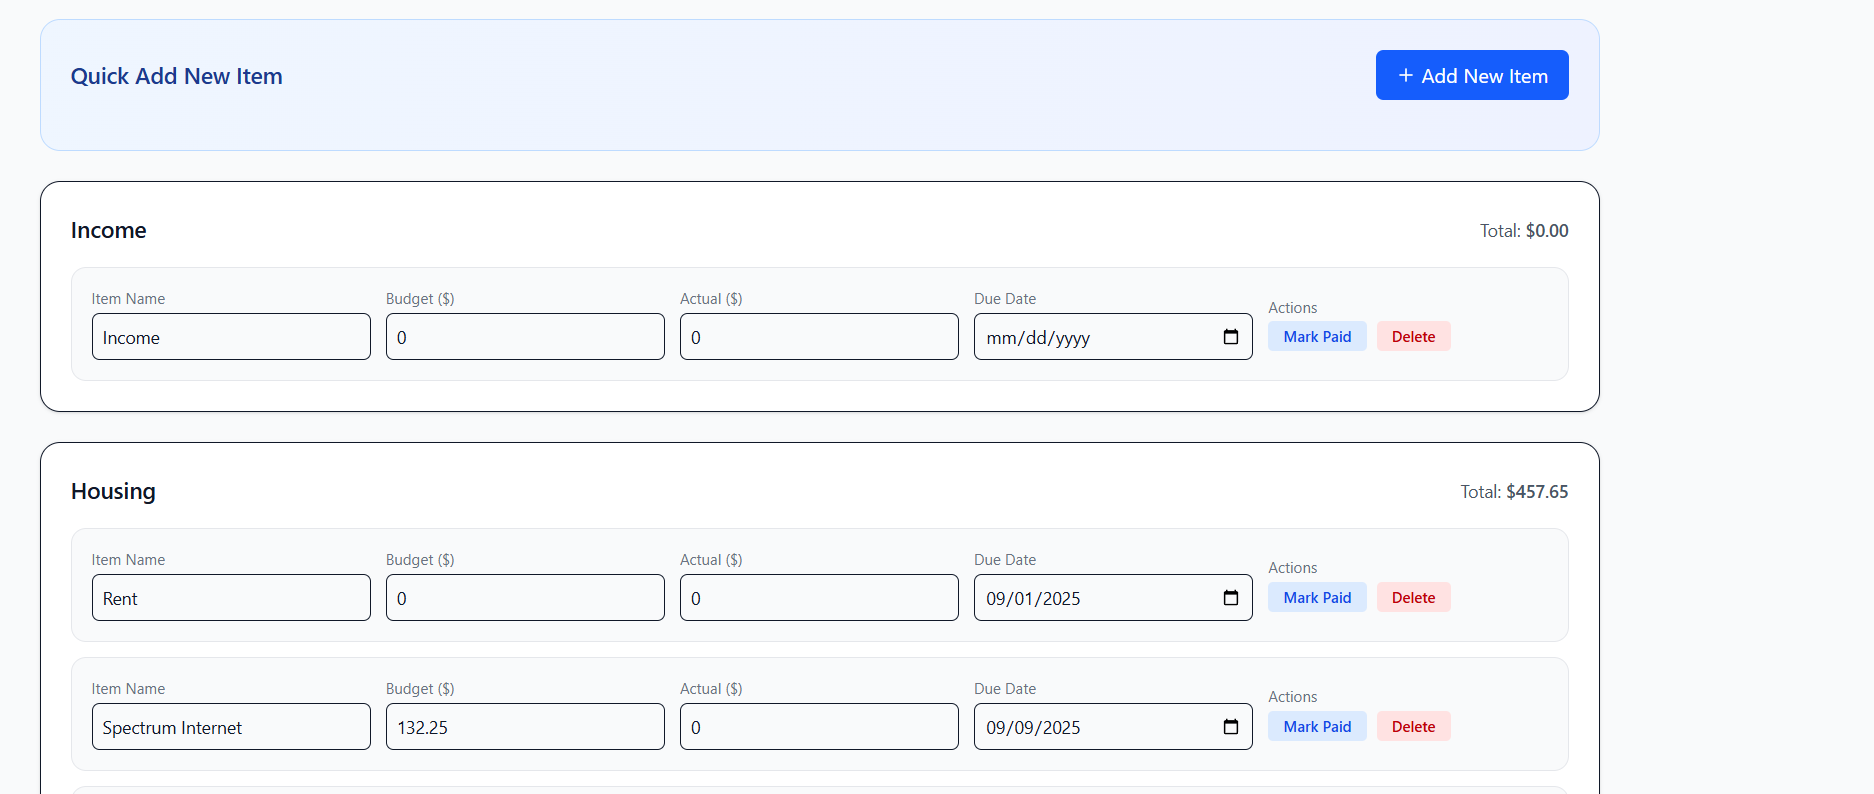 Quick Add New Item
+ Add New Item
Income
Total: $0.00
Item Name Budget ($) Actual ($) Due Date Actions
Income 0 0 mm/dd/yyyy Mark Paid Delete
Housing
Total: $457.65
Item Name Budget ($) Actual ($) Due Date Actions
Rent 0 0 09/01/2025 Mark Paid Delete
Item Name Budget ($) Actual ($) Due Date Actions
Spectrum Internet 132.25 0 09/09/2025 Mark Paid Delete